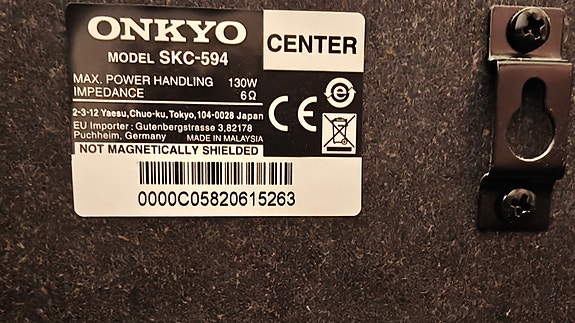 ONKYO
CENTER
MODEL SKC-594
MAX. POWER HANDLING 130W
IMPEDANCE 6Ω
2-3-12 Yaesu,Chuo-ku,Tokyo,104-0028 Japan
EU Importer : Gutenbergstrasse 3,82178
Puchheim, Germany MADE IN MALAYSIA
CE
e
NOT MAGNETICALLY SHIELDED
0000C05820615263